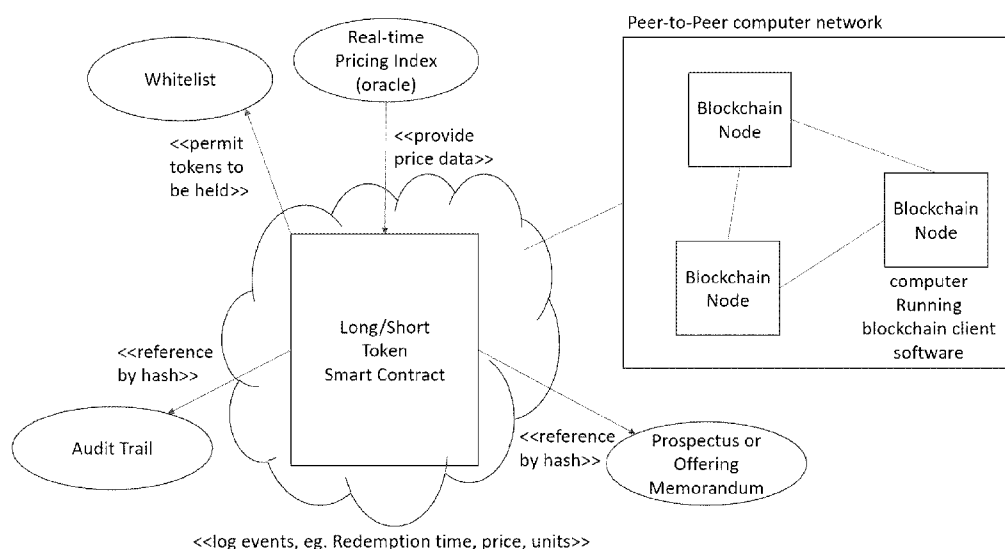 Peer-to-Peer computer network
Real-time
Pricing Index
(oracle)
Whitelist
<<permit
tokens to
be held>>
<<provide
price data>>
Blockchain
Node
Blockchain
Node
Blockchain
Node
computer
Running
blockchain client
software
Long/Short
Token
Smart Contract
<<reference
by hash>>
Audit Trail
<<reference
by hash>>
Prospectus or
Offering
Memorandum
<<log events, eg. Redemption time, price, units>>